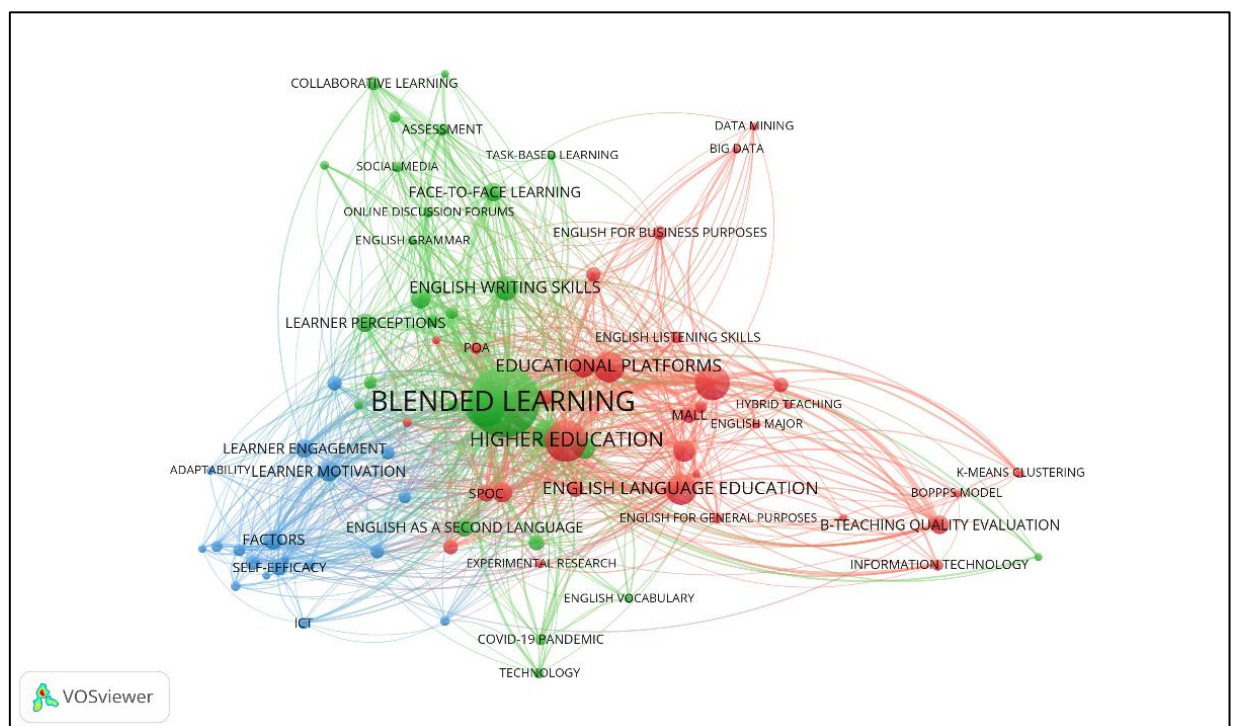 COLLABORATIVE LEARNING
DATA MINING
ASSESSMENT
BIG DATA
TASK-BASED LEARNING
SOCIAL MEDIA
FACE-TO-FACE LEARNING
ONLINE DISCUSSION FORUMS
ENGLISH FOR BUSINESS PURPOSES
ENGLISH GRAMMAR
ENGLISH WRITING SKILLS
LEARNER PERCEPTIONS
ENGLISH LISTENING SKILLS
POA
EDUCATIONAL PLATFORMS
BLENDED LEARNING
HYBRID TEACHING
MALL
ENGLISH MAJOR
HIGHER EDUCATION
LEARNER ENGAGEMENT
ADAPTABILITY
LEARNER MOTIVATION
K-MEANS CLUSTERING
ENGLISH LANGUAGE EDUCATION
SPOC
BOPPPS MODEL
ENGLISH FOR GENERAL PURPOSES
B-TEACHING QUALITY EVALUATION
ENGLISH AS A SECOND LANGUAGE
FACTORS
EXPERIMENTAL RESEARCH
INFORMATION TECHNOLOGY
SELF-EFFICACY
ENGLISH VOCABULARY
ICT
COVID-19 PANDEMIC
TECHNOLOGY
VOSviewer